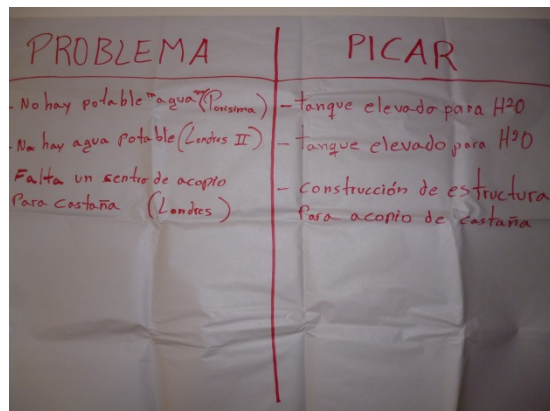 PROBLEMA
- No hay potable "agua" (Porisima)
- No hay agua potable (Londres II)
Falta un sentro de acopio
Para castaña (Londres)
PICAR
- tanque elevado para H²O
- Tanque elevado para H²O
- construcción de estructura
Para acopio de castaña